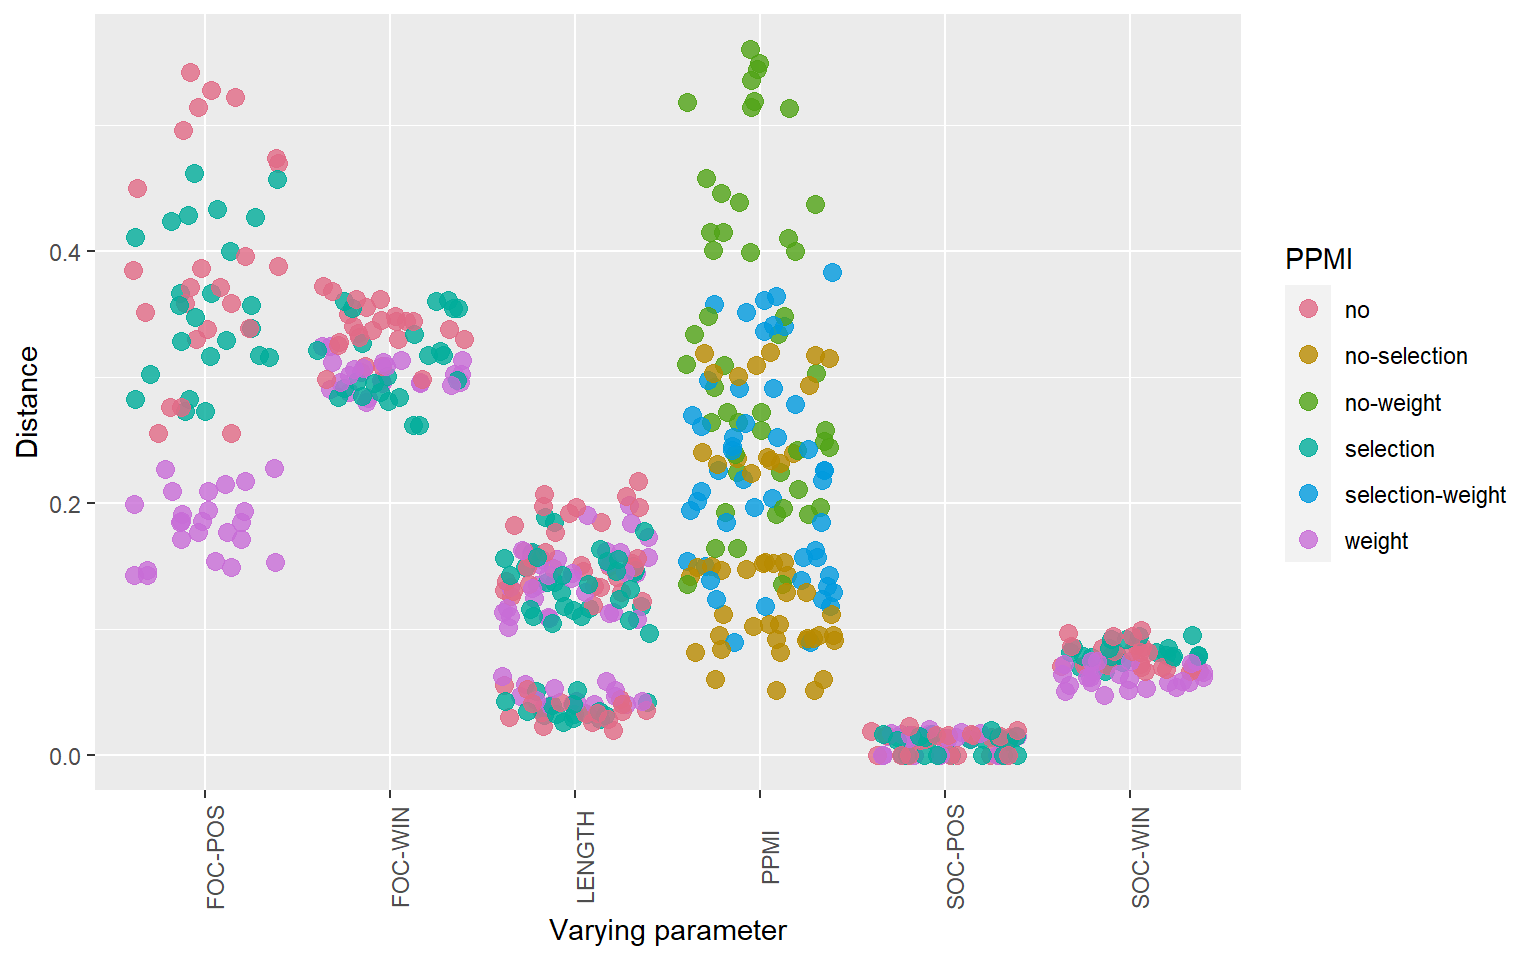 Distance
0.4
0.2
0.0
FOC-POS
FOC-WIN
LENGTH
PPMI
SOC-POS
SOC-WIN
Varying parameter
PPMI
no
no-selection
no-weight
selection
selection-weight
weight